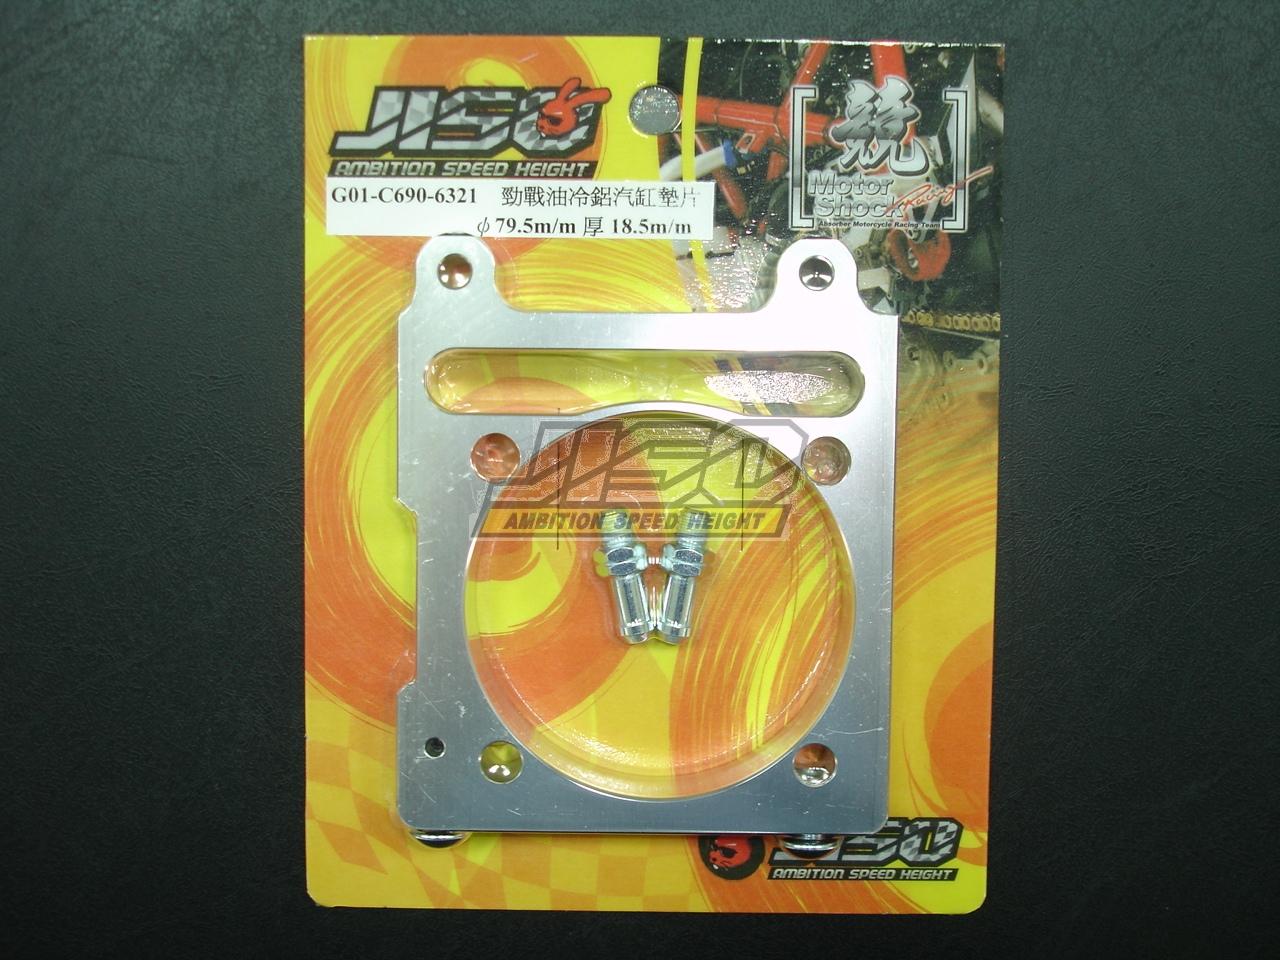 JISO
AMBITION SPEED HEIGHT
競
Motor
Shock Racing
Absorber Motorcycle Racing Team
G01-C690-6321 勁戰油冷鋁汽缸墊片
φ79.5m/m 厚 18.5m/m
JISO
AMBITION SPEED HEIGHT
JISO
AMBITION SPEED HEIGHT